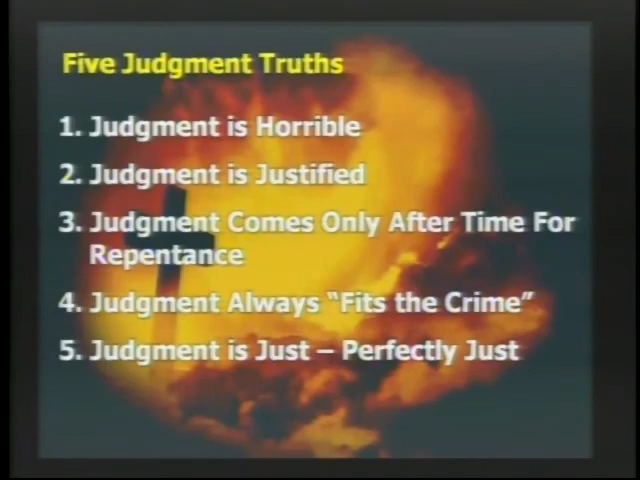 Five Judgment Truths
1. Judgment is Horrible
2. Judgment is Justified
3. Judgment Comes Only After Time For
Repentance
4. Judgment Always “Fits the Crime”
5. Judgment is Just – Perfectly Just